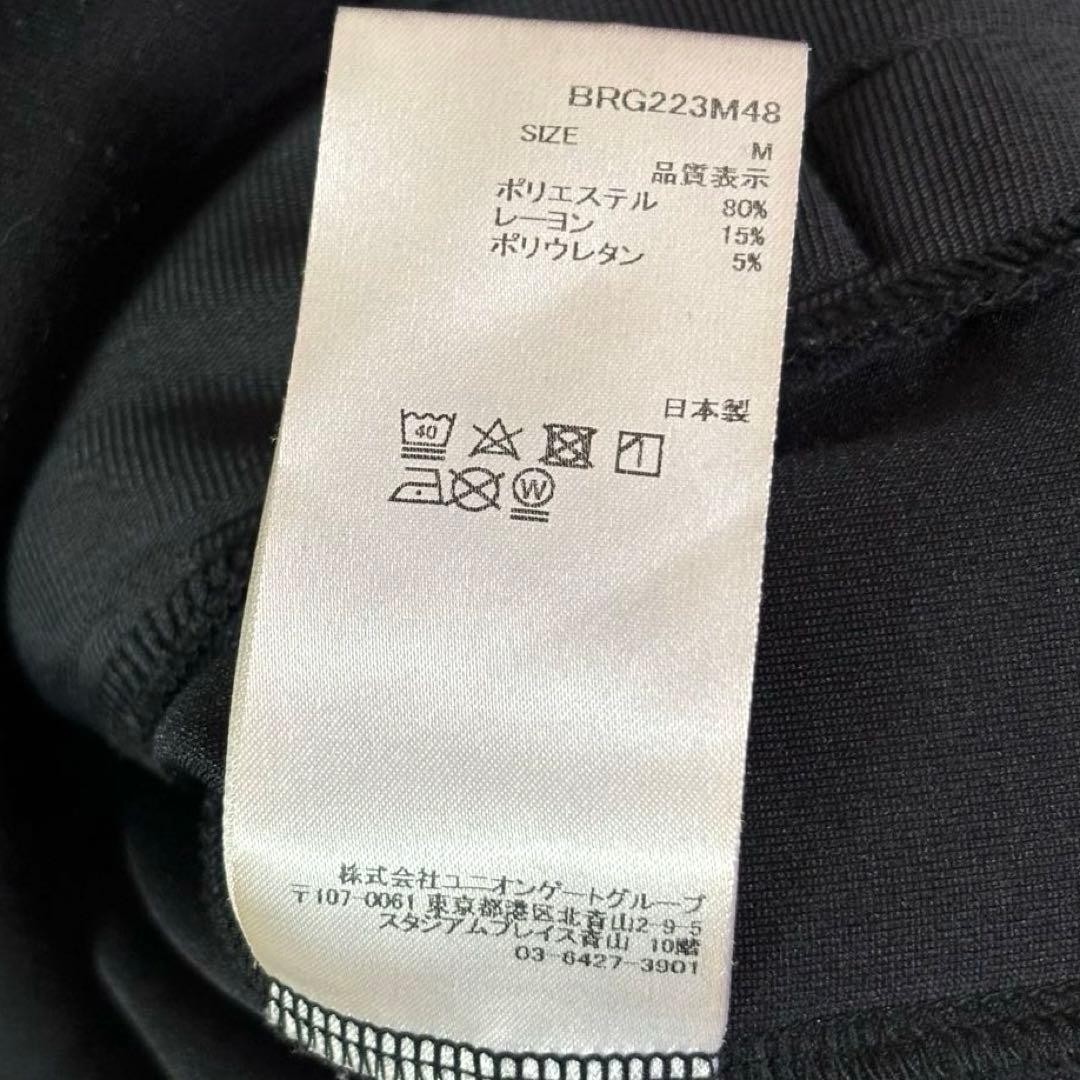 BRG223M48
SIZE M
品質表示
ポリエステル 80%
レーヨン 15%
ポリウレタン 5%
日本製
40
W
株式会社ユニオンゲートグループ
〒107-0061 東京都港区北青山2-9-5
スタジアムプレイス青山 10階
03-6427-3901